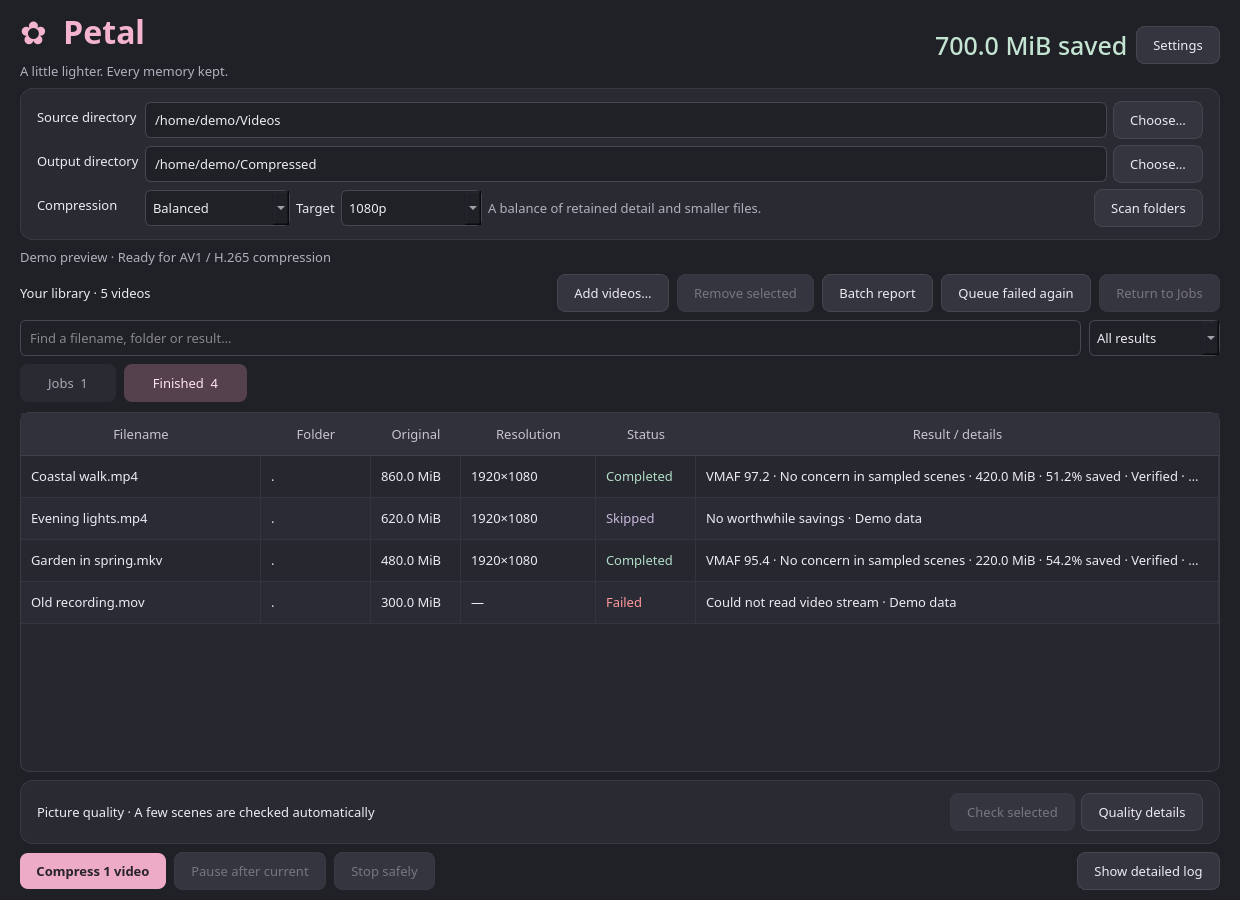 ✿ Petal
700.0 MiB saved Settings
A little lighter. Every memory kept.
Source directory /home/demo/Videos Choose...
Output directory /home/demo/Compressed Choose...
Compression Balanced Target 1080p A balance of retained detail and smaller files. Scan folders
Demo preview · Ready for AV1 / H.265 compression
Your library · 5 videos Add videos... Remove selected Batch report Queue failed again Return to Jobs
Find a filename, folder or result... All results
Jobs 1 Finished 4
Filename Folder Original Resolution Status Result / details
Coastal walk.mp4 . 860.0 MiB 1920×1080 Completed VMAF 97.2 · No concern in sampled scenes · 420.0 MiB · 51.2% saved · Verified · ...
Evening lights.mp4 . 620.0 MiB 1920×1080 Skipped No worthwhile savings · Demo data
Garden in spring.mkv . 480.0 MiB 1920×1080 Completed VMAF 95.4 · No concern in sampled scenes · 220.0 MiB · 54.2% saved · Verified · ...
Old recording.mov . 300.0 MiB — Failed Could not read video stream · Demo data
Picture quality · A few scenes are checked automatically Check selected Quality details
Compress 1 video Pause after current Stop safely Show detailed log